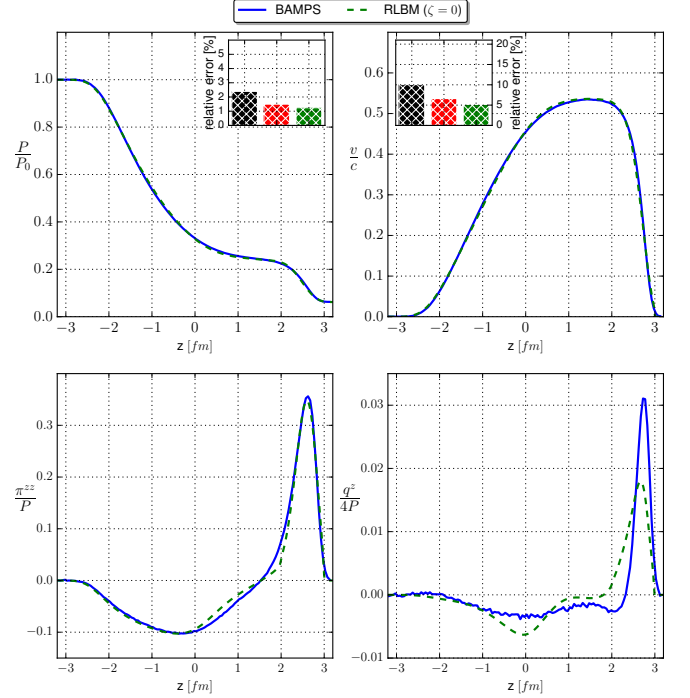 BAMPS RLBM (ζ = 0)
1.0
0.8
0.6
0.4
0.2
0.0
P/P₀
relative error [%]
6
5
4
3
2
1
0
−3 −2 −1 0 1 2 3
z [fm]
0.6
0.5
0.4
0.3
0.2
0.1
0.0
v/c
20
15
10
5
0
relative error [%]
−3 −2 −1 0 1 2 3
z [fm]
0.3
0.2
0.1
0.0
−0.1
π^{zz}/P
−3 −2 −1 0 1 2 3
z [fm]
0.03
0.02
0.01
0.00
−0.01
q^z/4P
−3 −2 −1 0 1 2 3
z [fm]